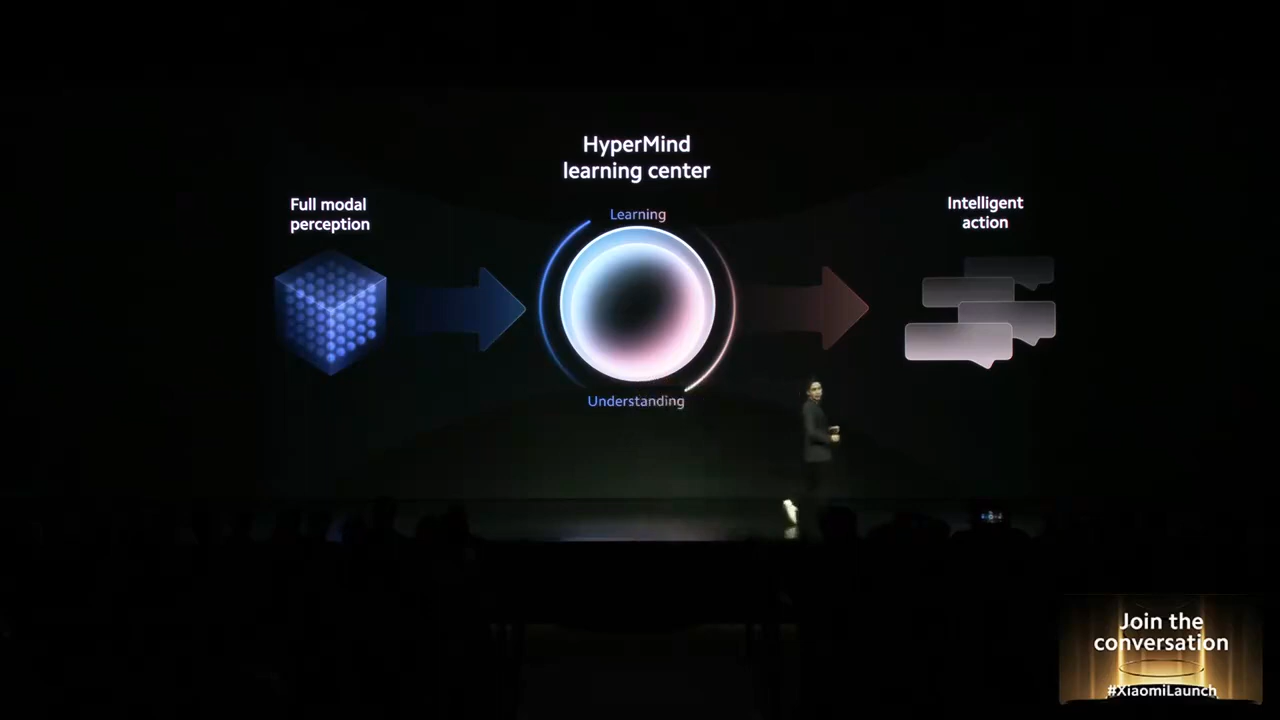 HyperMind
learning center
Full modal
perception
Learning
Intelligent
action
Understanding
Join the
conversation
#XiaomiLaunch